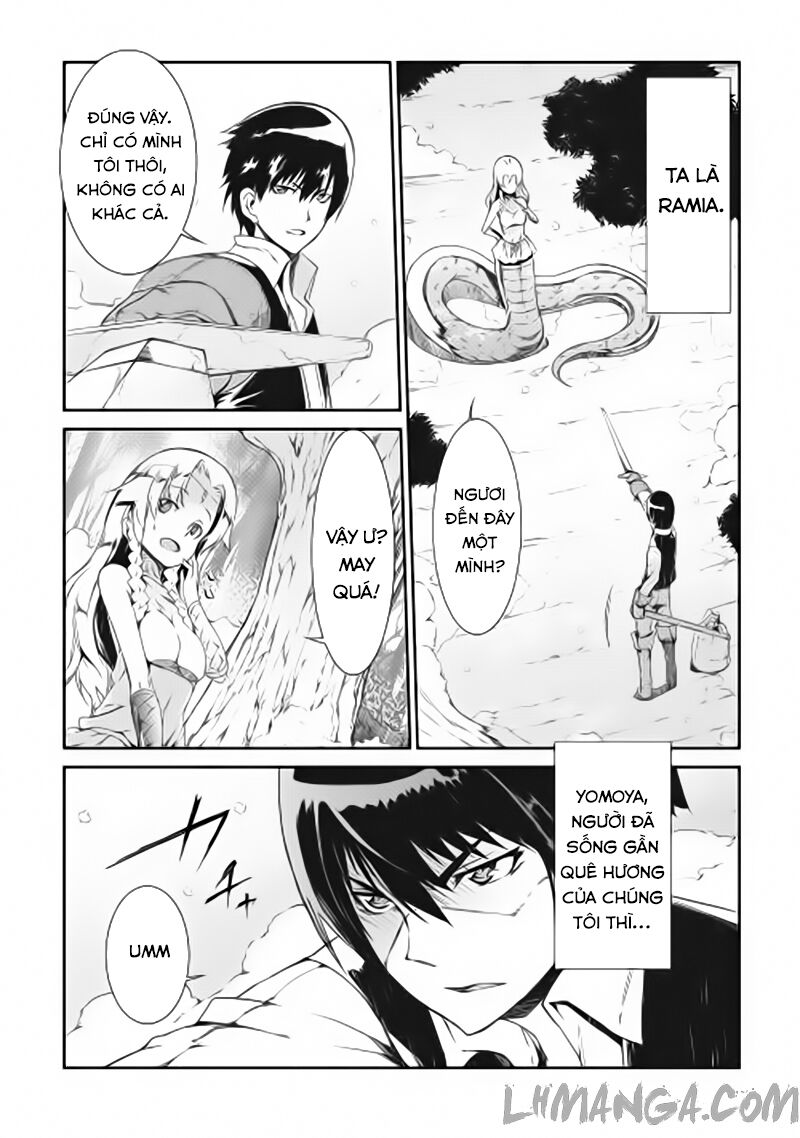 TA LÀ
RAMIA.
NGƯƠI
ĐẾN ĐÂY
MỘT
MÌNH?
ĐÚNG VẬY.
CHỈ CÓ MÌNH
TÔI THÔI,
KHÔNG CÓ AI
KHÁC CẢ.
VẬY Ư?
MAY
QUÁ!
YOMOYA,
NGƯỜI ĐÃ
SỐNG GẦN
QUÊ HƯƠNG
CỦA CHÚNG
TÔI THÌ...
UMM
LHMANGA.COM